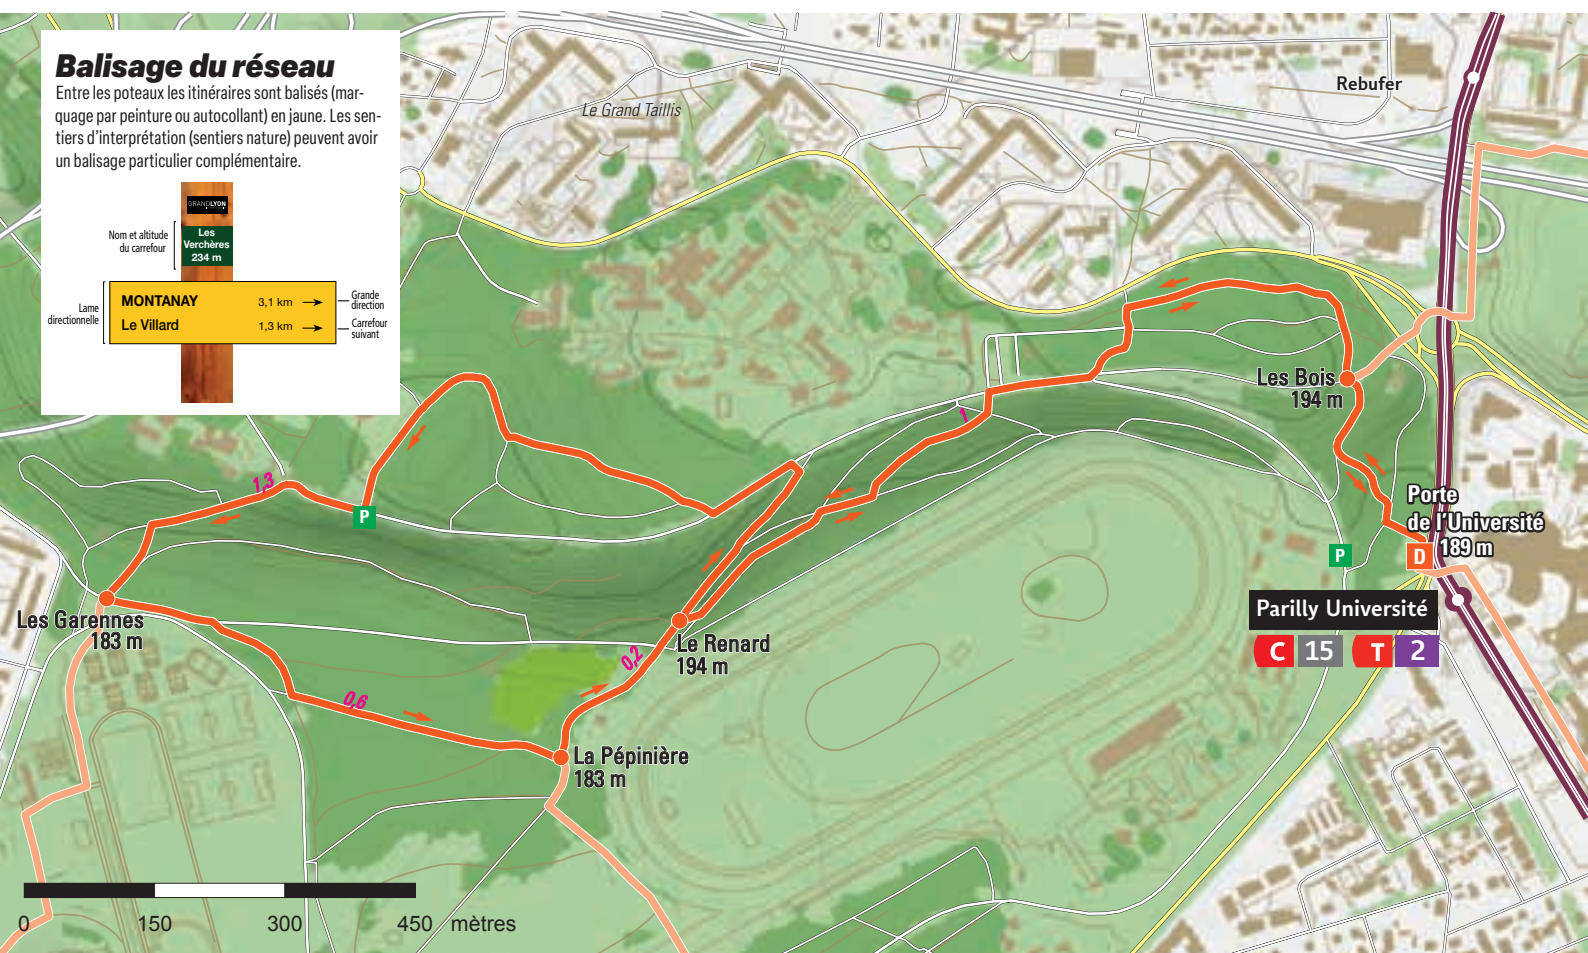 Balisage du réseau
Entre les poteaux les itinéraires sont balisés (mar-
quage par peinture ou autocollant) en jaune. Les sen-
tiers d'interprétation (sentiers nature) peuvent avoir
un balisage particulier complémentaire.
GRANDLYON
Nom et altitude
du carrefour
Les
Verchères
234 m
Lame
directionnelle
MONTANAY 3,1 km
Le Villard 1,3 km
Grande
direction
Carrefour
suivant
Le Grand Taillis
Rebufer
Les Bois
194 m
1
1,3
P
Porte
de l'Université
189 m
P
D
Parilly Université
C 15 T 2
Les Garennes
183 m
Le Renard
194 m
0,2
0,6
La Pépinière
183 m
0 150 300 450 mètres